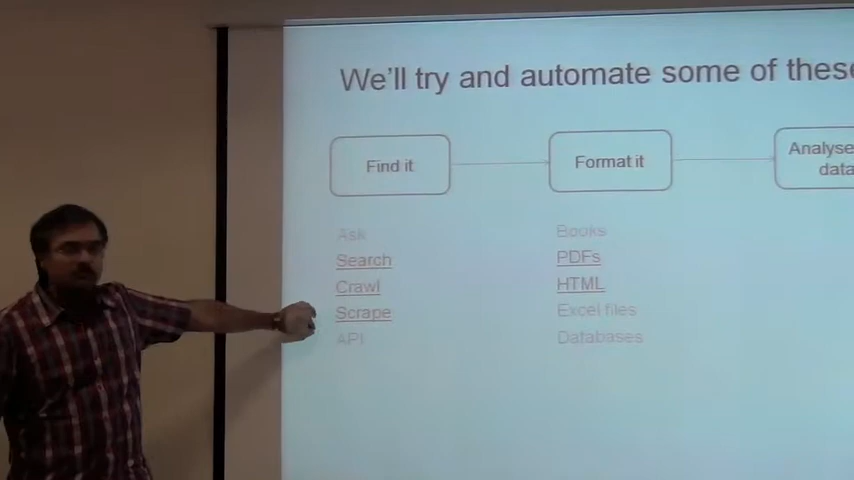 We'll try and automate some of these
Find it
Format it
Analyse
data
Ask
Search
Crawl
Scrape
API
Books
PDFs
HTML
Excel files
Databases